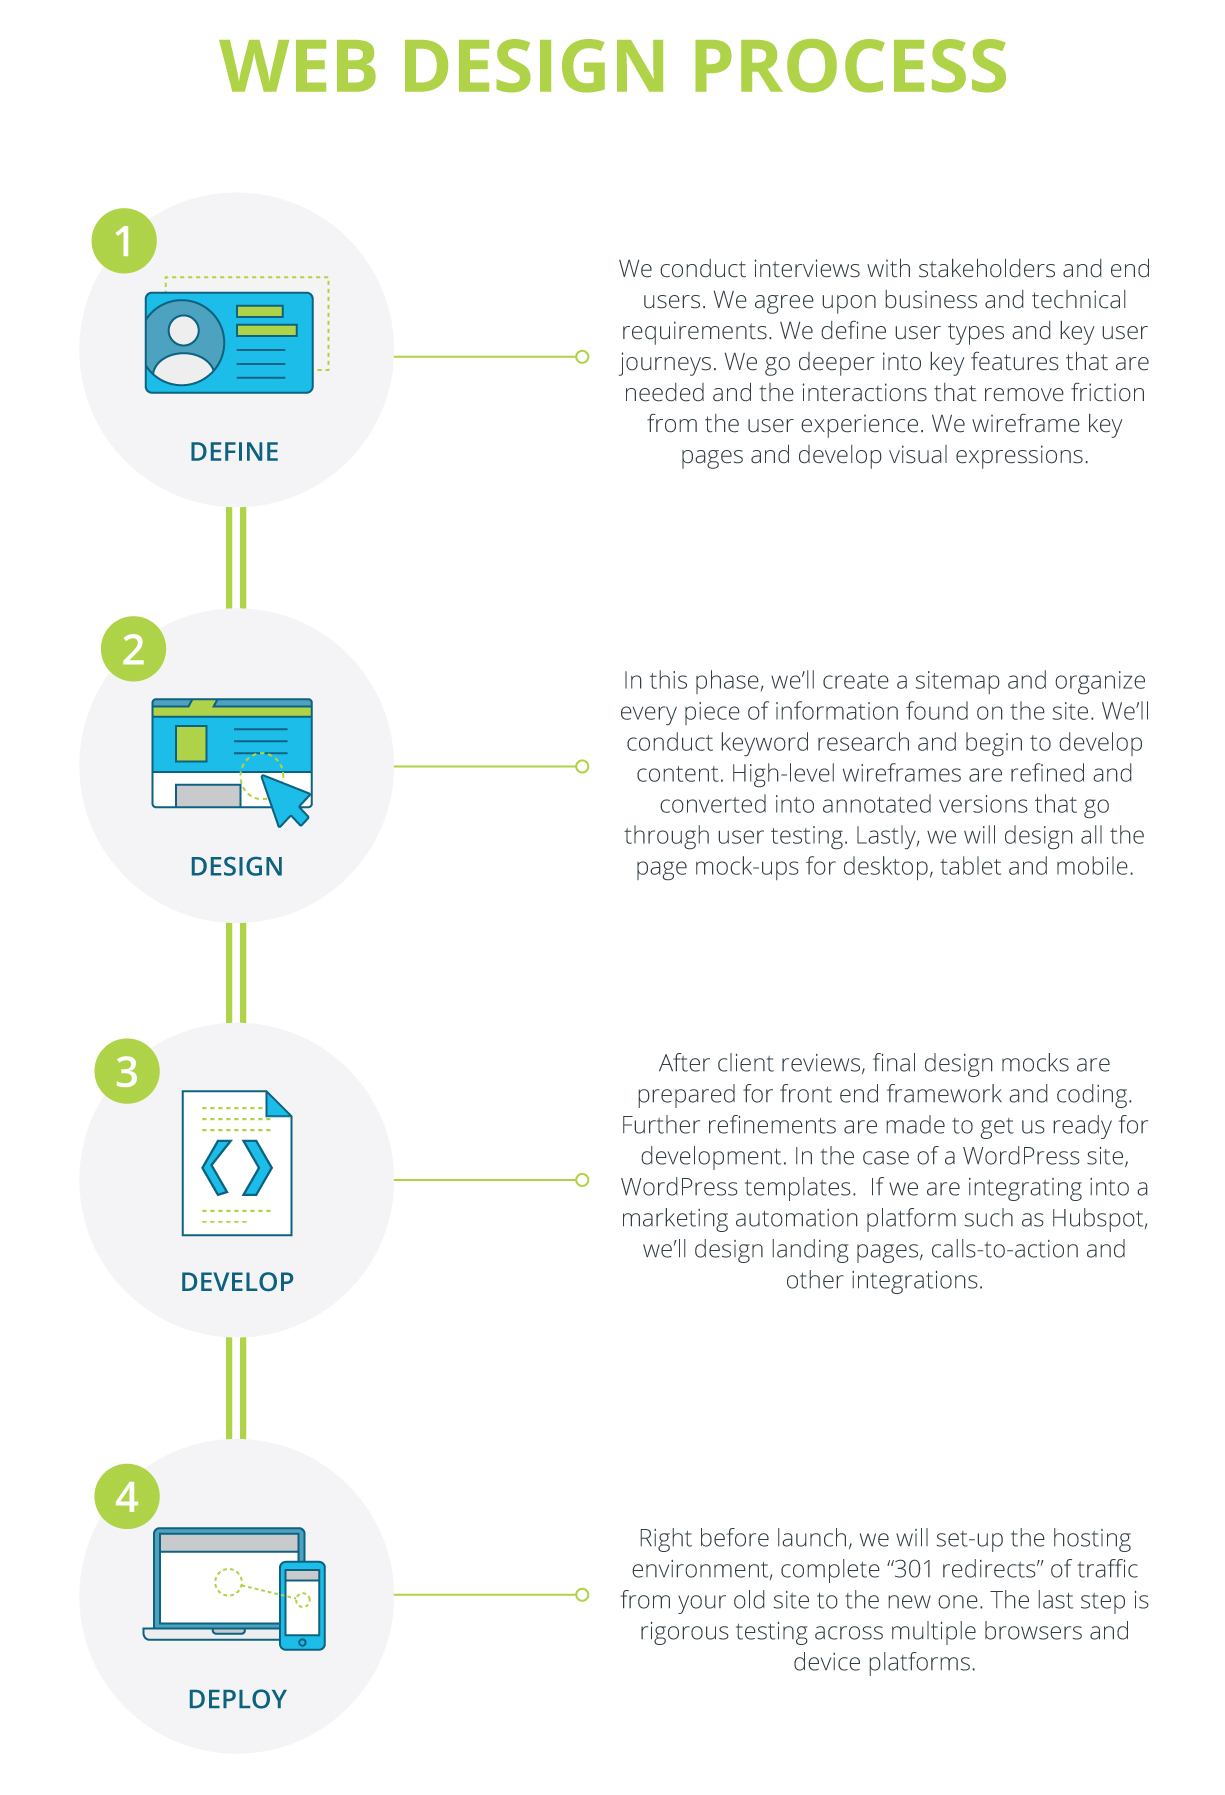 WEB DESIGN PROCESS
1
DEFINE
We conduct interviews with stakeholders and end
users. We agree upon business and technical
requirements. We define user types and key user
journeys. We go deeper into key features that are
needed and the interactions that remove friction
from the user experience. We wireframe key
pages and develop visual expressions.
2
DESIGN
In this phase, we’ll create a sitemap and organize
every piece of information found on the site. We’ll
conduct keyword research and begin to develop
content. High-level wireframes are refined and
converted into annotated versions that go
through user testing. Lastly, we will design all the
page mock-ups for desktop, tablet and mobile.
3
DEVELOP
After client reviews, final design mocks are
prepared for front end framework and coding.
Further refinements are made to get us ready for
development. In the case of a WordPress site,
WordPress templates.  If we are integrating into a
marketing automation platform such as Hubspot,
we’ll design landing pages, calls-to-action and
other integrations.
4
DEPLOY
Right before launch, we will set-up the hosting
environment, complete “301 redirects” of traffic
from your old site to the new one. The last step is
rigorous testing across multiple browsers and
device platforms.